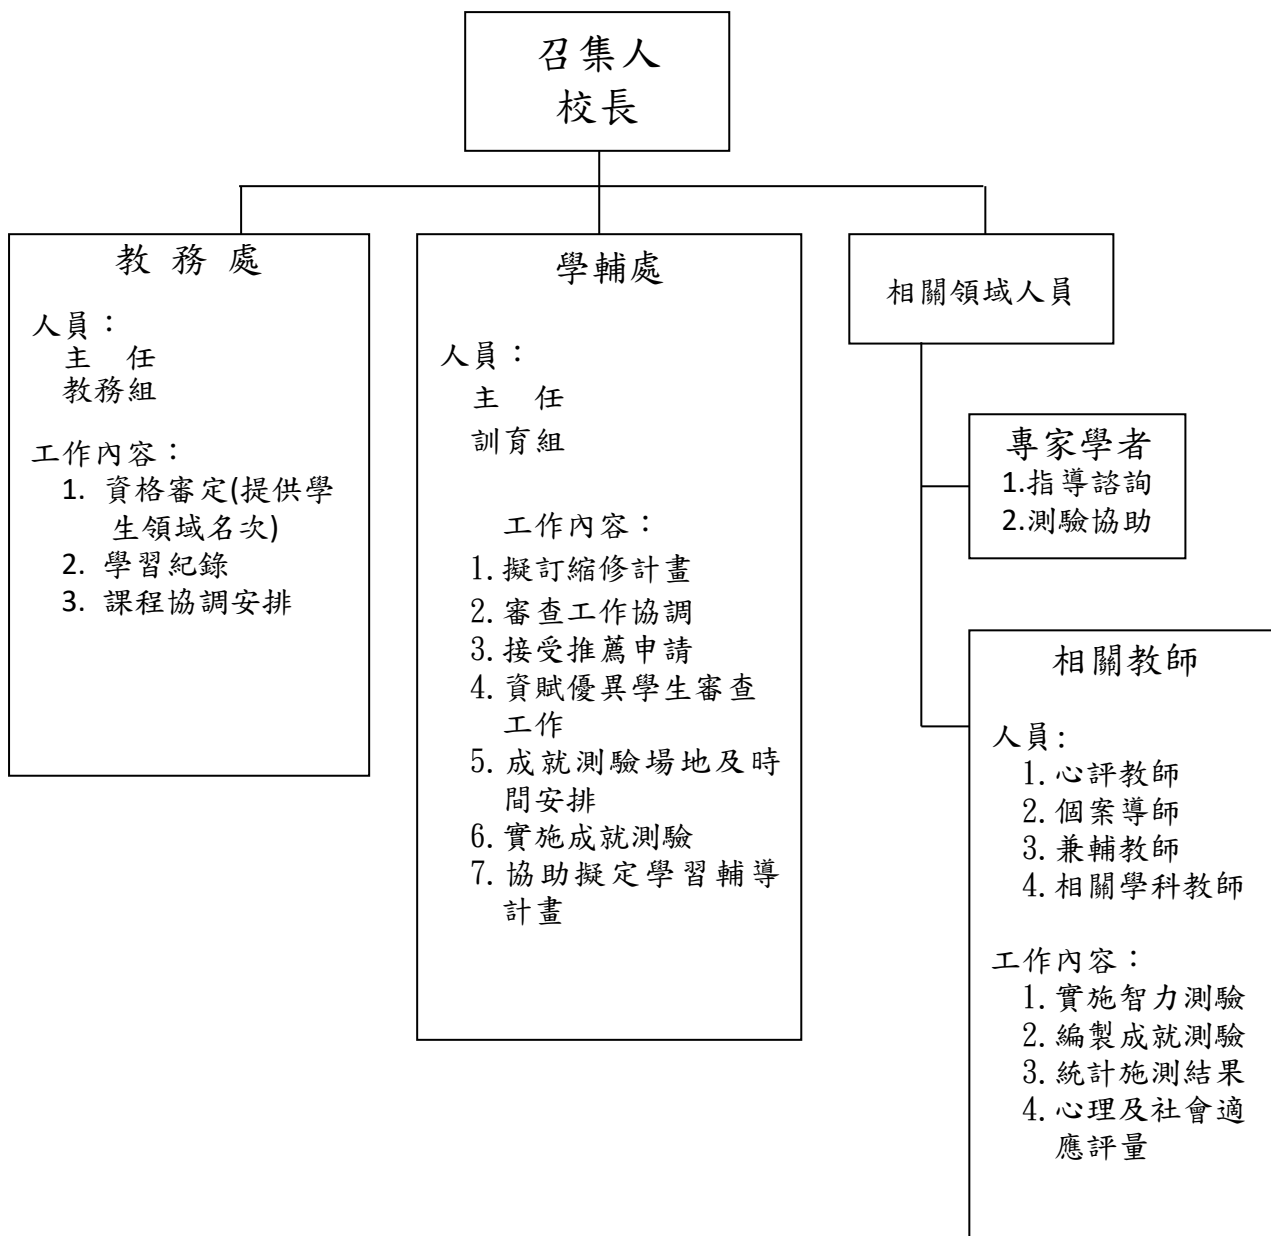 召集人
校長
教 務 處
人員：
主　任
教務組
工作內容：
1. 資格審定(提供學
生領域名次)
2. 學習紀錄
3. 課程協調安排
學輔處
人員：
主　任
訓育組
工作內容：
1.擬訂縮修計畫
2.審查工作協調
3.接受推薦申請
4.資賦優異學生審查
工作
5.成就測驗場地及時
間安排
6.實施成就測驗
7.協助擬定學習輔導
計畫
相關領域人員
專家學者
1.指導諮詢
2.測驗協助
相關教師
人員:
1.心評教師
2.個案導師
3.兼輔教師
4.相關學科教師
工作內容：
1.實施智力測驗
2.編製成就測驗
3.統計施測結果
4.心理及社會適
應評量